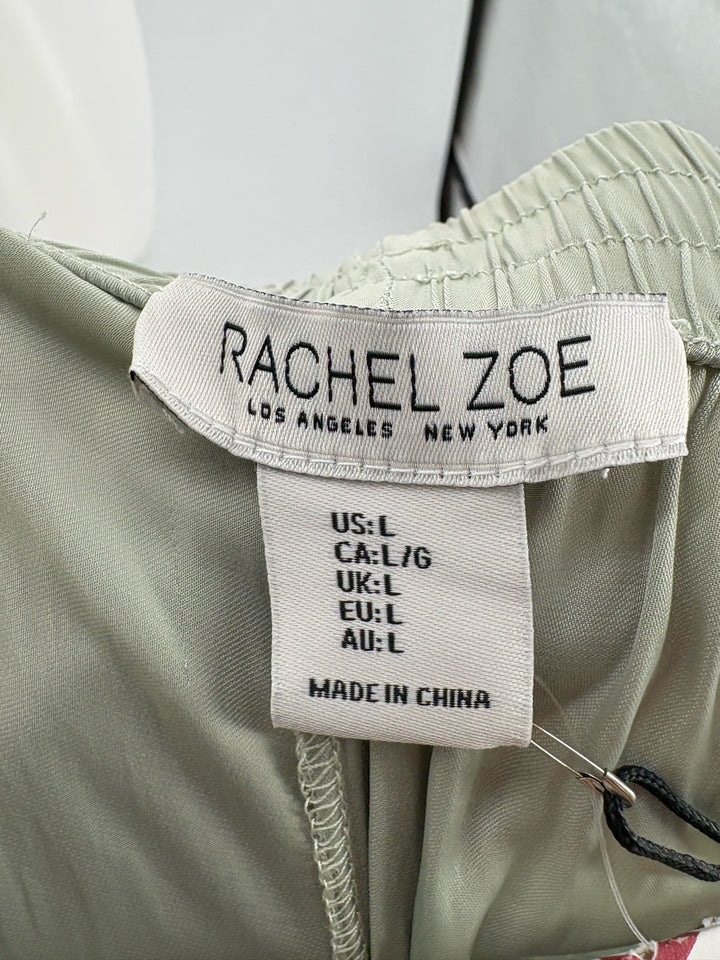 RACHEL ZOE
LOS ANGELES NEW YORK
US:L
CA:L/G
UK:L
EU:L
AU:L
MADE IN CHINA